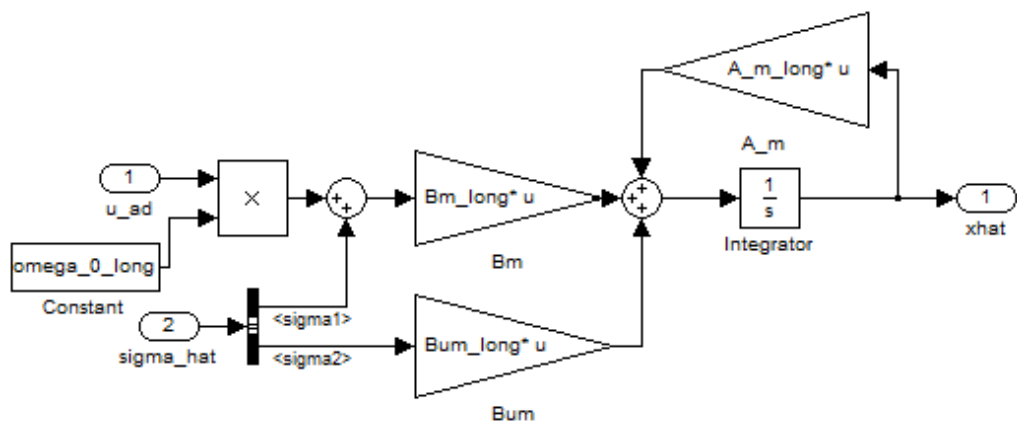 A_m_long* u
A_m
1
u_ad
×
+
+
Bm_long* u
Bm
+
+
+
1
s
Integrator
1
xhat
omega_0_long
Constant
2
sigma_hat
<sigma1>
<sigma2>
Bum_long* u
Bum